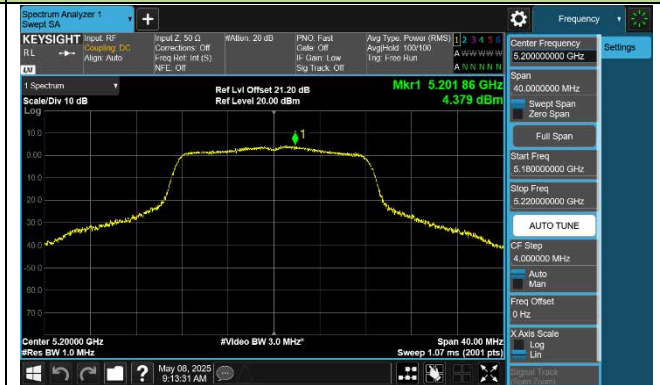 Spectrum Analyzer 1
Swept SA
+
Frequency
KEYSIGHT Input: RF
RL Coupling: DC
Align: Auto
LXI
Input Z: 50 Ω
Corrections: Off
Freq Ref: Int (S)
NFE: Off
#Atten: 20 dB
PNO: Fast
Gate: Off
IF Gain: Low
Sig Track: Off
Avg Type: Power (RMS)
Avg|Hold: 100/100
Trig: Free Run
1 2 3 4 5 6
A W W W W W
A N N N N N
1 Spectrum
Scale/Div 10 dB
Log
Ref Lvl Offset 21.20 dB
Ref Level 20.00 dBm
Mkr1 5.201 86 GHz
4.379 dBm
1
10.0
0.00
-10.0
-20.0
-30.0
-40.0
-50.0
-60.0
-70.0
Center 5.20000 GHz
#Res BW 1.0 MHz
#Video BW 3.0 MHz*
Span 40.00 MHz
Sweep 1.07 ms (2001 pts)
?
May 08, 2025
9:13:31 AM
Settings
Center Frequency
5.200000000 GHz
Span
40.0000000 MHz
Swept Span
Zero Span
Full Span
Start Freq
5.180000000 GHz
Stop Freq
5.220000000 GHz
AUTO TUNE
CF Step
4.000000 MHz
Auto
Man
Freq Offset
0 Hz
X Axis Scale
Log
Lin
Signal Track
(Span Zoom)